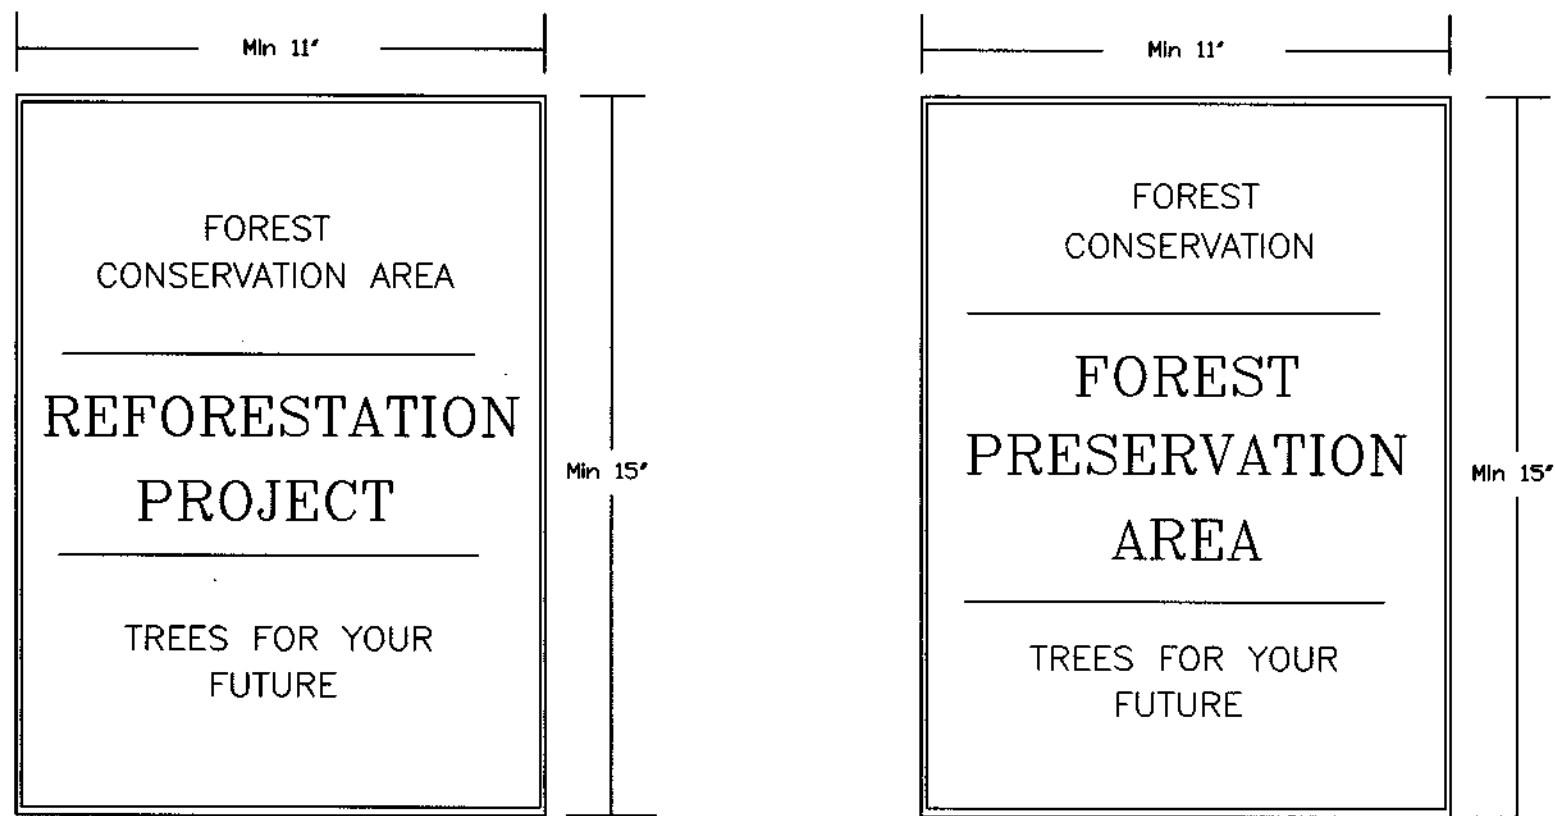 Min 11"
FOREST
CONSERVATION AREA
REFORESTATION
PROJECT
TREES FOR YOUR
FUTURE
Min 15"
Min 11"
FOREST
CONSERVATION
FOREST
PRESERVATION
AREA
TREES FOR YOUR
FUTURE
Min 15"